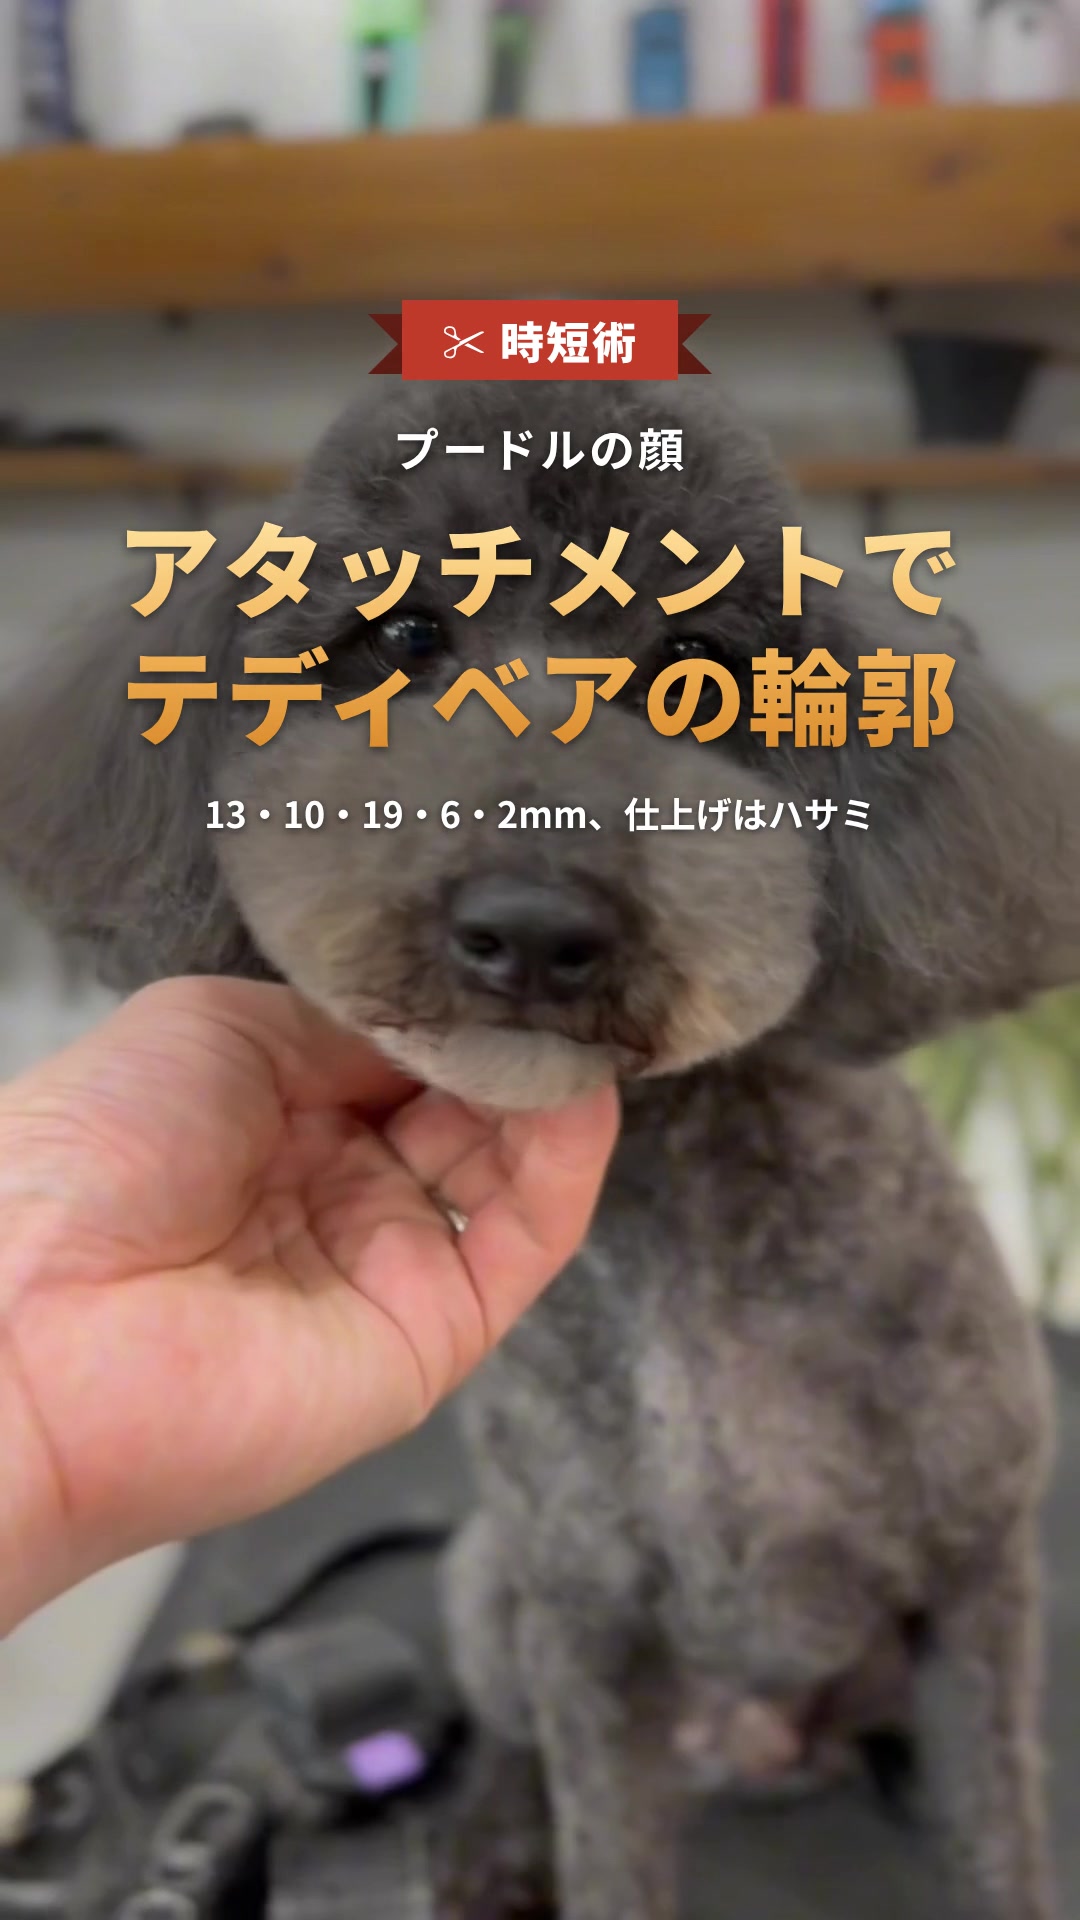 ✂ 時短術
プードルの顔
アタッチメントで
テディベアの輪郭
13・10・19・6・2mm、仕上げはハサミ